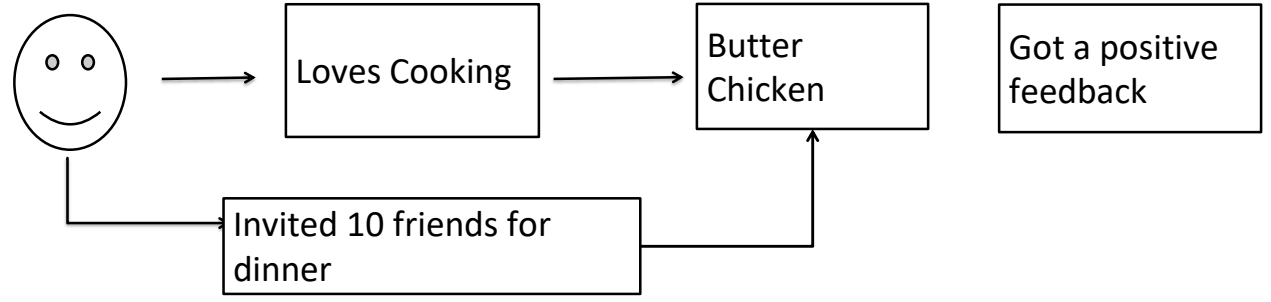 Loves Cooking
Butter
Chicken
Got a positive
feedback
Invited 10 friends for
dinner